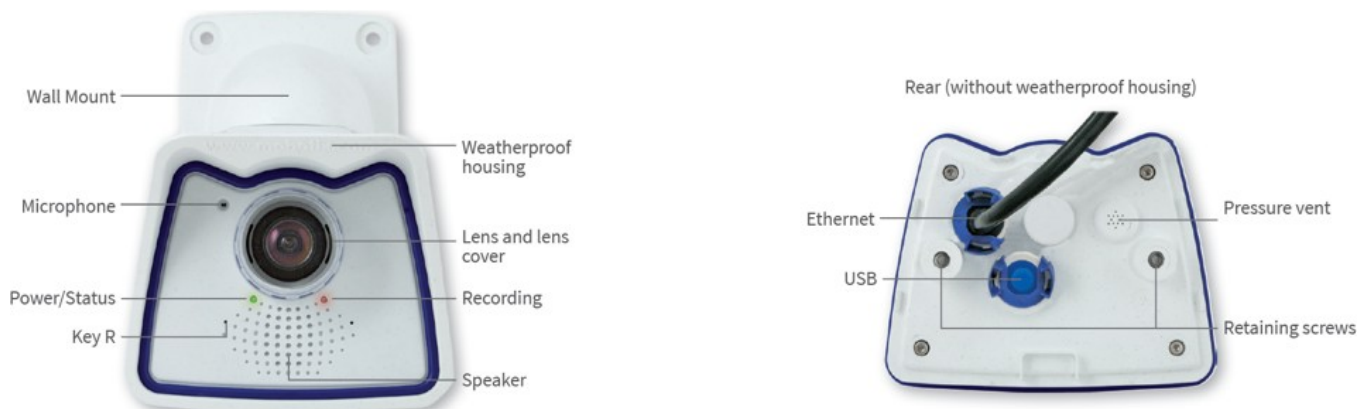 Wall Mount
Weatherproof
housing
Microphone
Lens and lens
cover
Power/Status
Recording
Key R
Speaker
Rear (without weatherproof housing)
Ethernet
Pressure vent
USB
Retaining screws